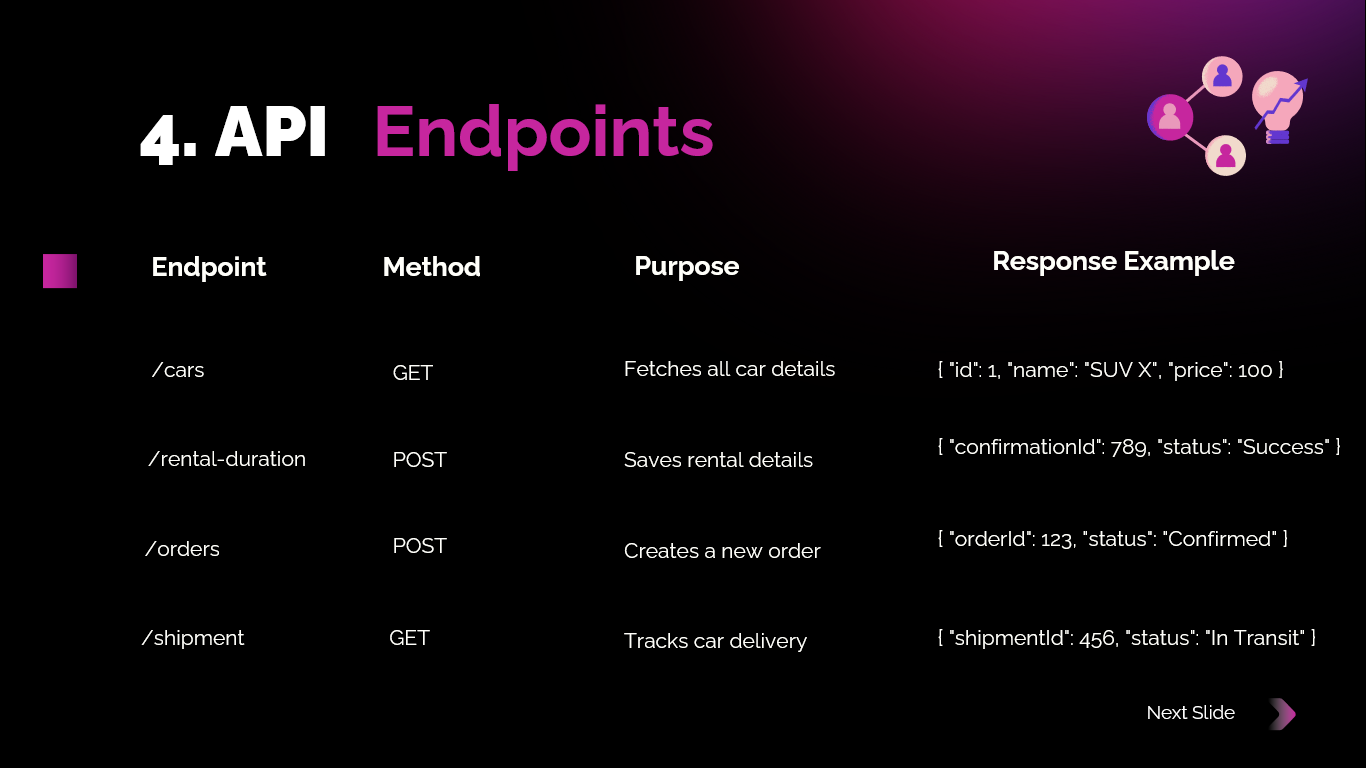 4. API Endpoints
Endpoint Method Purpose Response Example
/cars GET Fetches all car details { "id": 1, "name": "SUV X", "price": 100 }
/rental-duration POST Saves rental details { "confirmationId": 789, "status": "Success" }
/orders POST Creates a new order { "orderId": 123, "status": "Confirmed" }
/shipment GET Tracks car delivery { "shipmentId": 456, "status": "In Transit" }
Next Slide